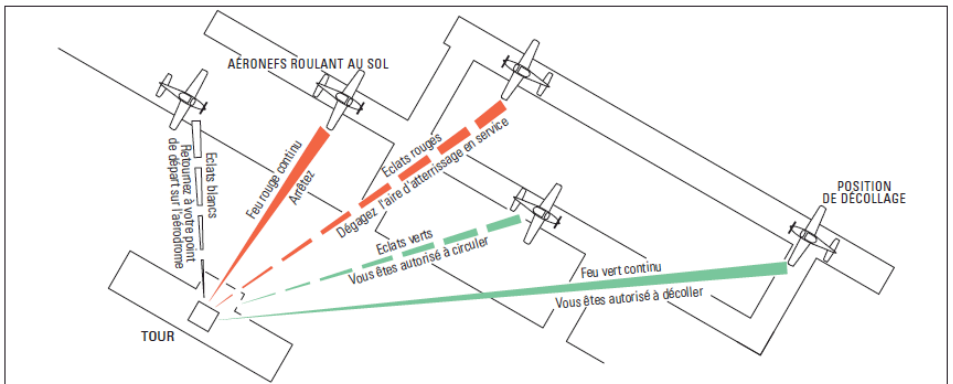 AÉRONEFS ROULANT AU SOL
Eclats blancs
Retournez à votre point
de départ sur l'aérodrome
Feu rouge continu
Arrêtez
Eclats rouges
Dégagez l'aire d'atterrissage en service
Eclats verts
Vous êtes autorisé à circuler
POSITION
DE DÉCOLLAGE
Feu vert continu
Vous êtes autorisé à décoller
TOUR